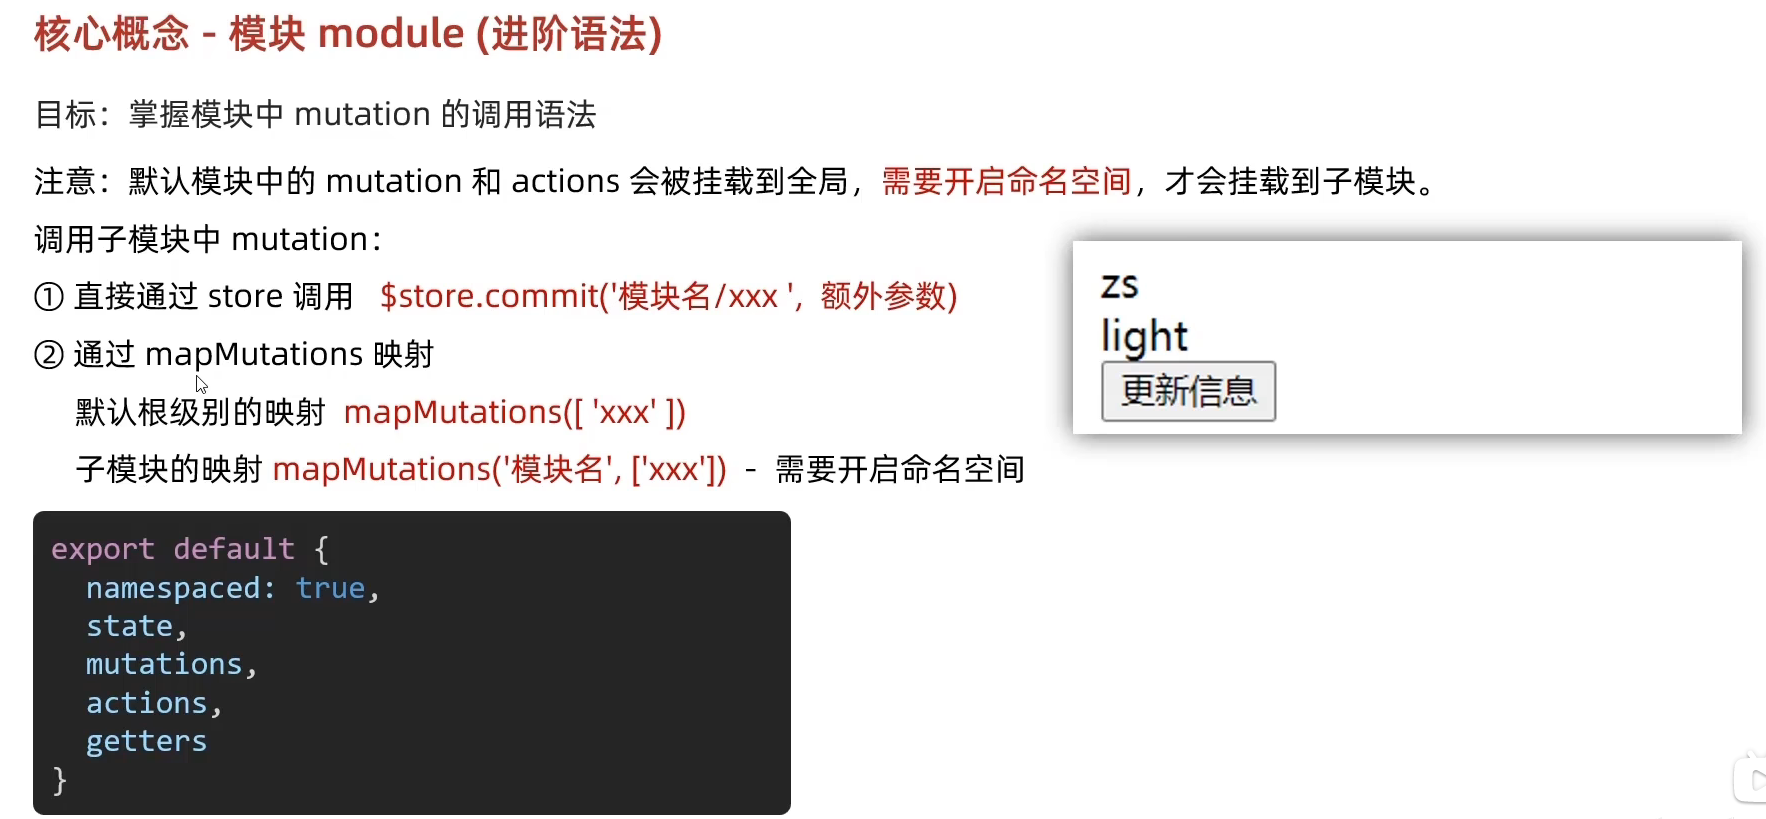 核心概念 - 模块 module (进阶语法)
目标：掌握模块中 mutation 的调用语法
注意：默认模块中的 mutation 和 actions 会被挂载到全局，需要开启命名空间，才会挂载到子模块。
调用子模块中 mutation：
① 直接通过 store 调用 $store.commit('模块名/xxx ', 额外参数)
② 通过 mapMutations 映射
默认根级别的映射 mapMutations([ 'xxx' ])
子模块的映射 mapMutations('模块名', ['xxx']) - 需要开启命名空间
zs
light
更新信息
export default {
  namespaced: true,
  state,
  mutations,
  actions,
  getters
}